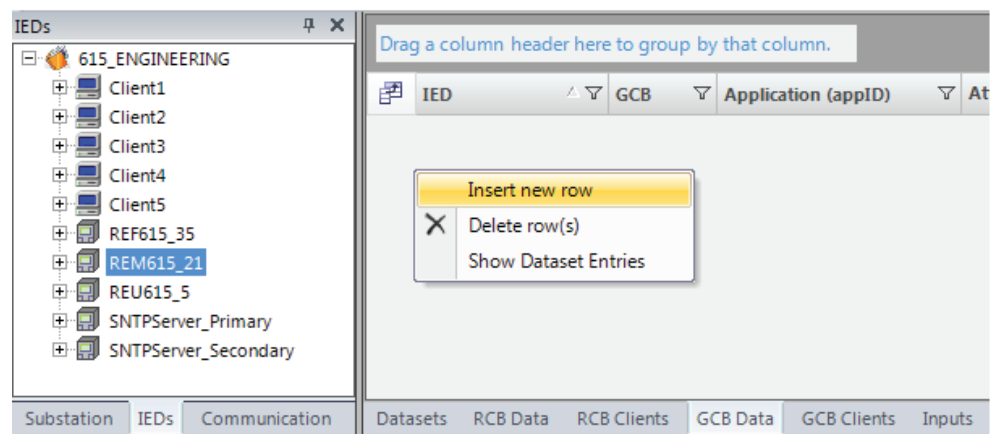 IEDs
615_ENGINEERING
Client1
Client2
Client3
Client4
Client5
REF615_35
REM615_21
REU615_5
SNTPServer_Primary
SNTPServer_Secondary
Substation IEDs Communication
Drag a column header here to group by that column.
IED GCB Application (appID) At
Insert new row
Delete row(s)
Show Dataset Entries
Datasets RCB Data RCB Clients GCB Data GCB Clients Inputs